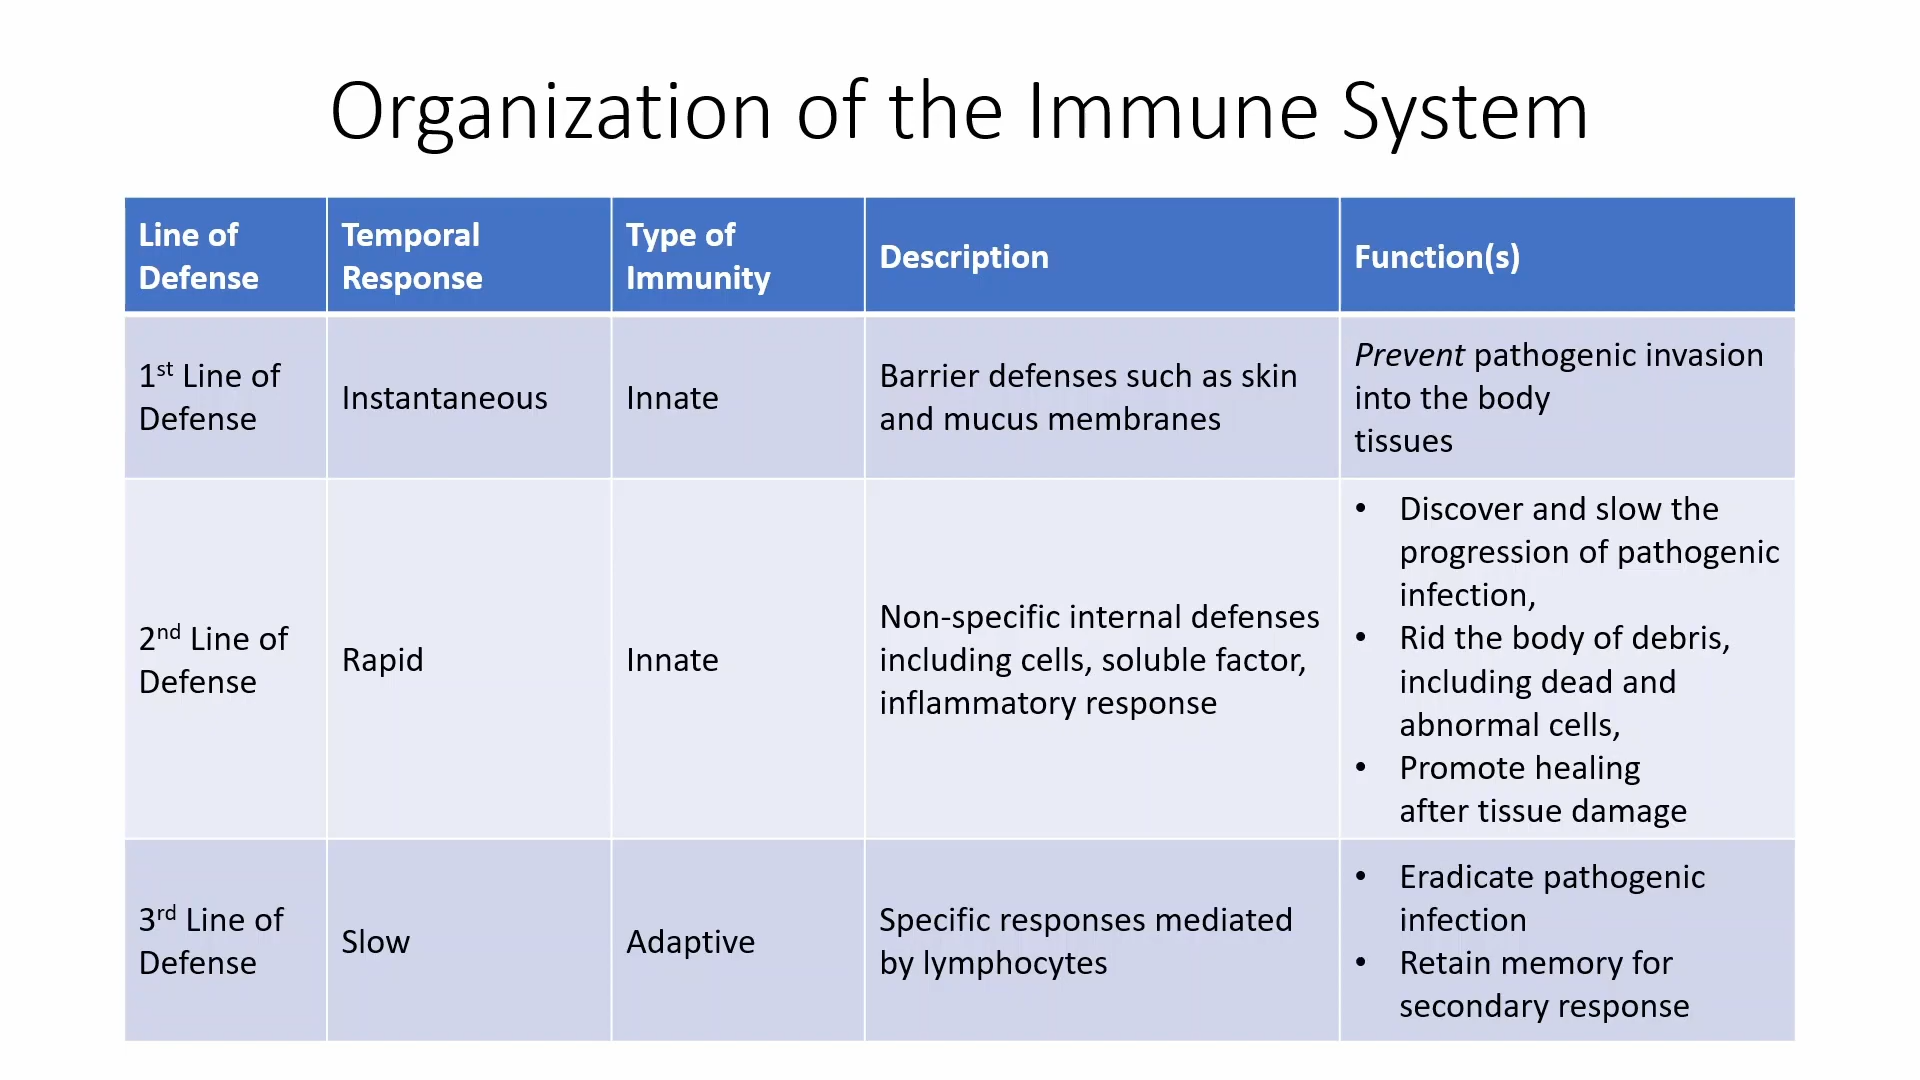 Organization of the Immune System
Line of
Defense
Temporal
Response
Type of
Immunity
Description
Function(s)
1st Line of
Defense
Instantaneous
Innate
Barrier defenses such as skin
and mucus membranes
Prevent pathogenic invasion
into the body
tissues
2nd Line of
Defense
Rapid
Innate
Non-specific internal defenses
including cells, soluble factor,
inflammatory response
• Discover and slow the
progression of pathogenic
infection,
• Rid the body of debris,
including dead and
abnormal cells,
• Promote healing
after tissue damage
3rd Line of
Defense
Slow
Adaptive
Specific responses mediated
by lymphocytes
• Eradicate pathogenic
infection
• Retain memory for
secondary response